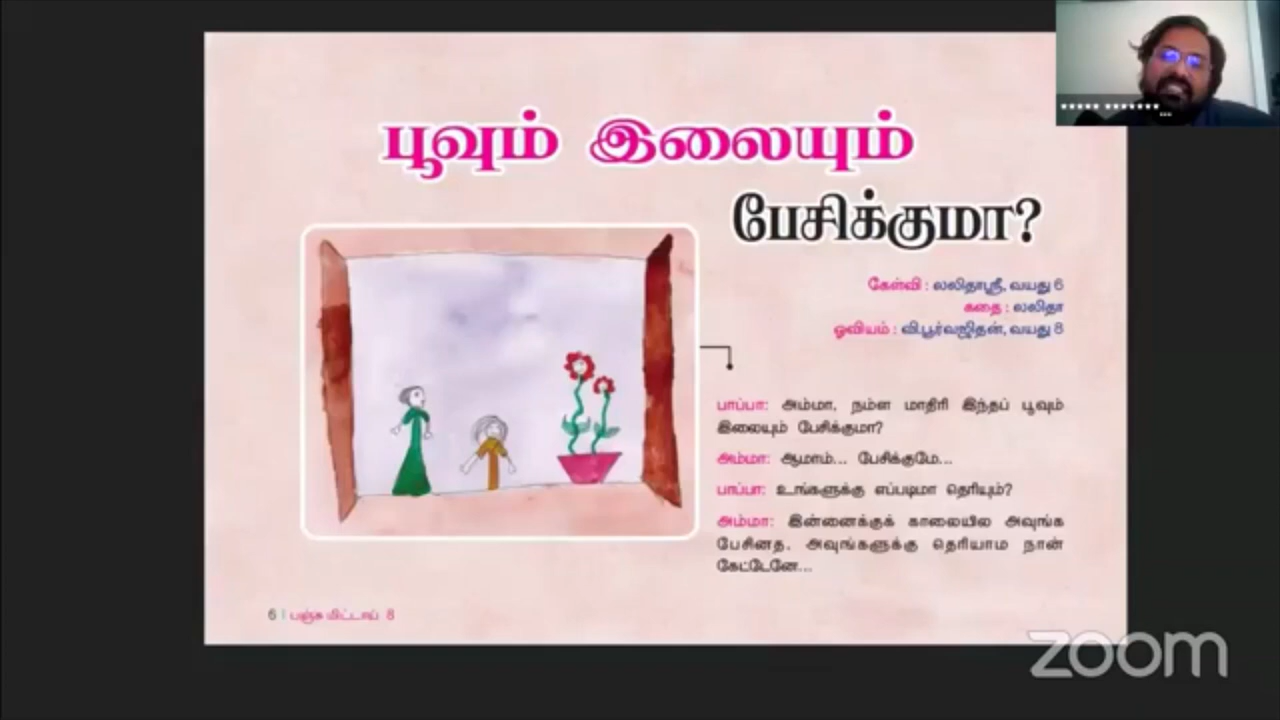 பூவும் இலையும்
பேசிக்குமா?
கேள்வி : லலிதாஸ்ரீ, வயது 6
கதை : லலிதா
ஓவியம் : வி.பூர்வஜிதன், வயது 8
பாப்பா: அம்மா, நம்ள மாதிரி இந்தப் பூவும்
இலையும் பேசிக்குமா?
அம்மா: ஆமாம்... பேசிக்குமே...
பாப்பா: உங்களுக்கு எப்படிமா தெரியும்?
அம்மா: இன்னைக்குக் காலையில அவுங்க
பேசினத, அவுங்களுக்கு தெரியாம நான்
கேட்டேனே...
6 | பஞ்சு மிட்டாய் 8
zoom